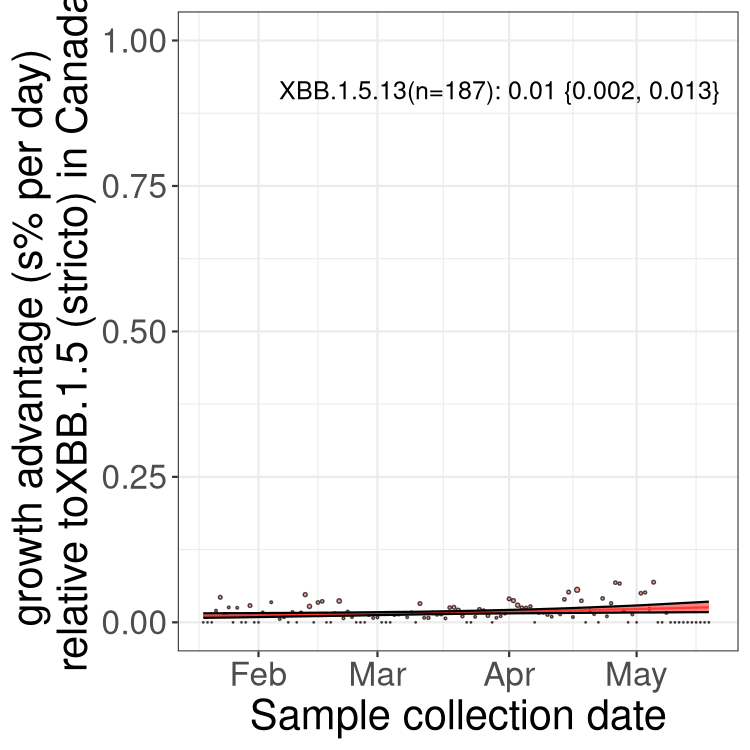 growth advantage (s% per day)
relative toXBB.1.5 (stricto) in Canada
1.00
XBB.1.5.13(n=187): 0.01 {0.002, 0.013}
0.75
0.50
0.25
0.00
Feb Mar Apr May
Sample collection date